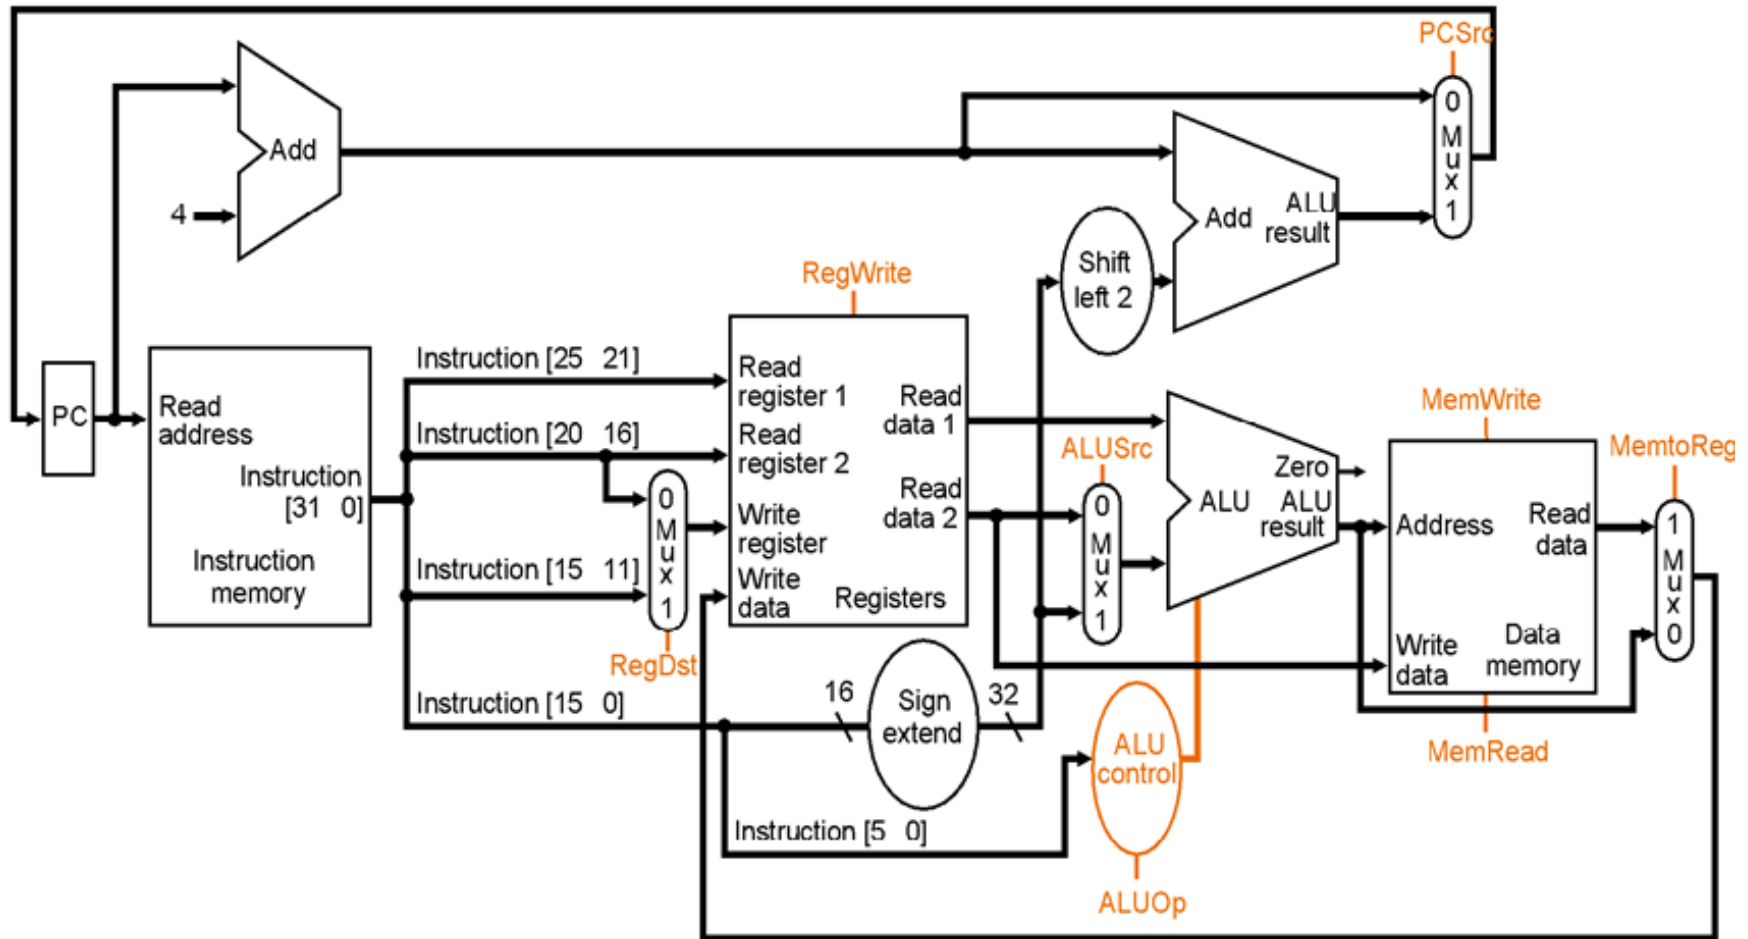 PCSrc
0
M
u
x
1
Add
4
Add
ALU
result
Shift
left 2
RegWrite
PC
Read
address
Instruction
[31 0]
Instruction
memory
Instruction [25 21]
Instruction [20 16]
Instruction [15 11]
Instruction [15 0]
0
M
u
x
1
RegDst
Read
register 1
Read
register 2
Write
register
Write
data
Read
data 1
Read
data 2
Registers
16
Sign
extend
32
Instruction [5 0]
ALUSrc
0
M
u
x
1
Zero
ALU
ALU
result
ALU
control
ALUOp
MemWrite
Address
Read
data
Write
data
Data
memory
MemRead
MemtoReg
1
M
u
x
0